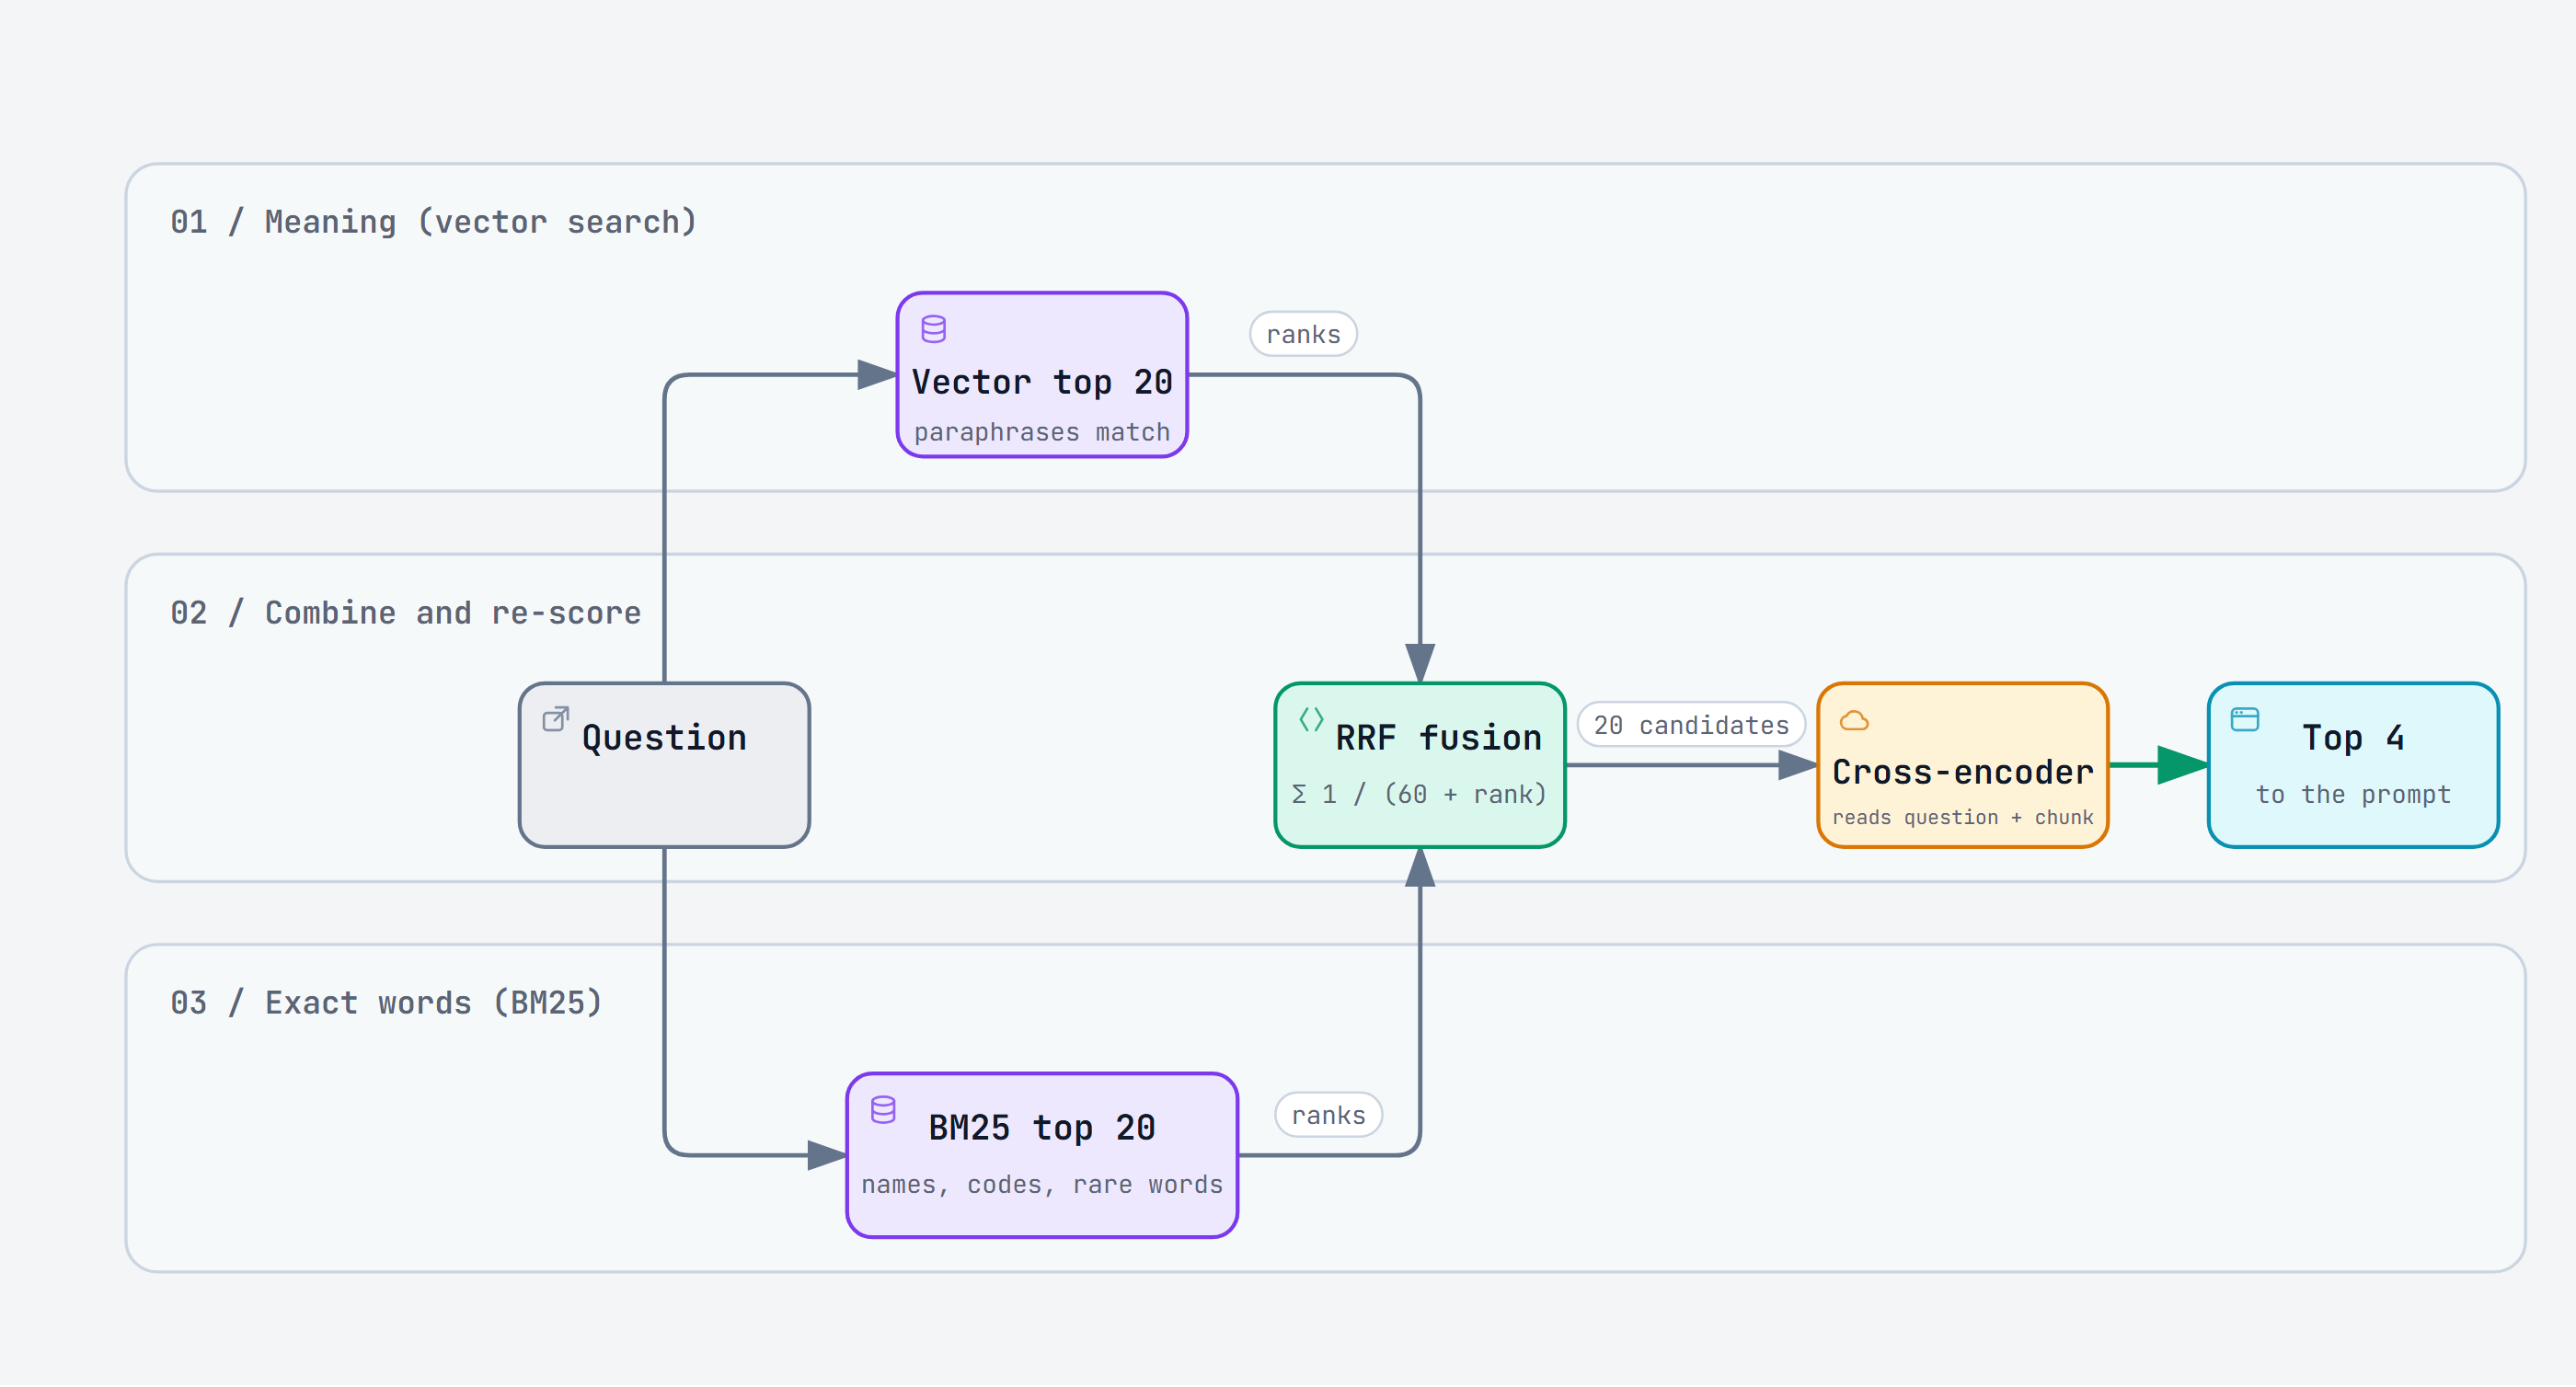 01 / Meaning (vector search)
Vector top 20
paraphrases match
ranks
02 / Combine and re-score
Question
RRF fusion
Σ 1 / (60 + rank)
20 candidates
Cross-encoder
reads question + chunk
Top 4
to the prompt
03 / Exact words (BM25)
BM25 top 20
names, codes, rare words
ranks